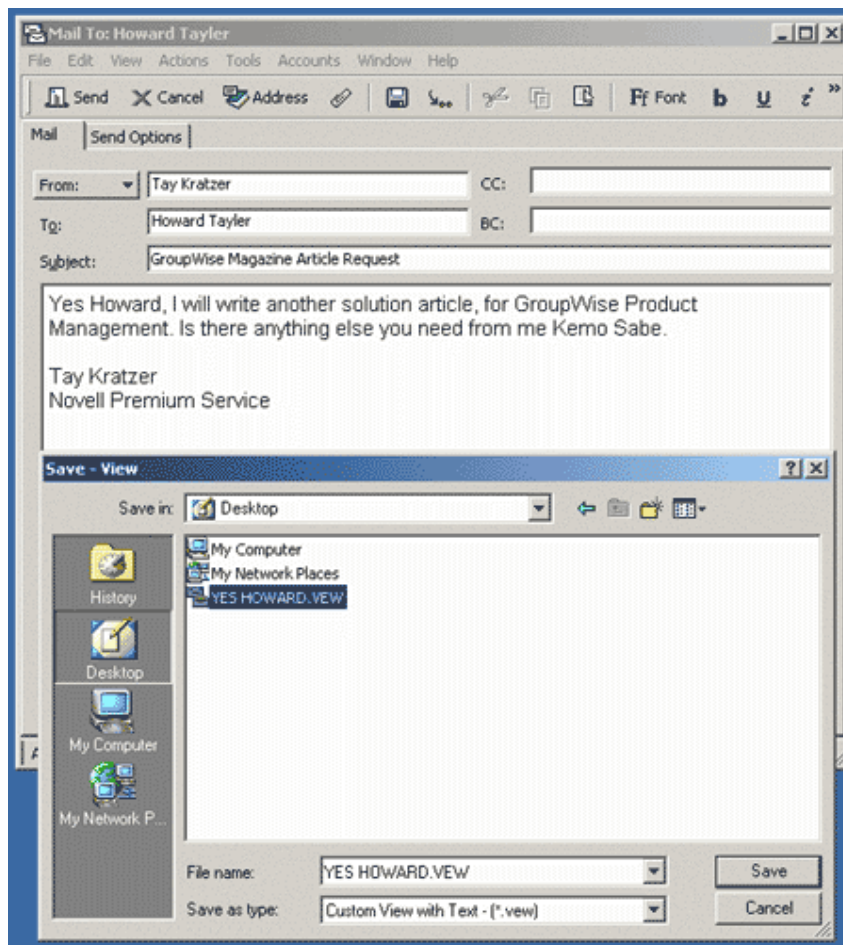 Mail To: Howard Tayler
File Edit View Actions Tools Accounts Window Help
Send Cancel Address Ff Font b u i »
Mail Send Options
From: Tay Kratzer CC:
To: Howard Tayler BC:
Subject: GroupWise Magazine Article Request
Yes Howard, I will write another solution article, for GroupWise Product
Management. Is there anything else you need from me Kemo Sabe.
Tay Kratzer
Novell Premium Service
Save - View
Save in: Desktop
My Computer
My Network Places
YES HOWARD.VEW
History
Desktop
My Computer
My Network P...
File name: YES HOWARD.VEW Save
Save as type: Custom View with Text - (*.vew) Cancel